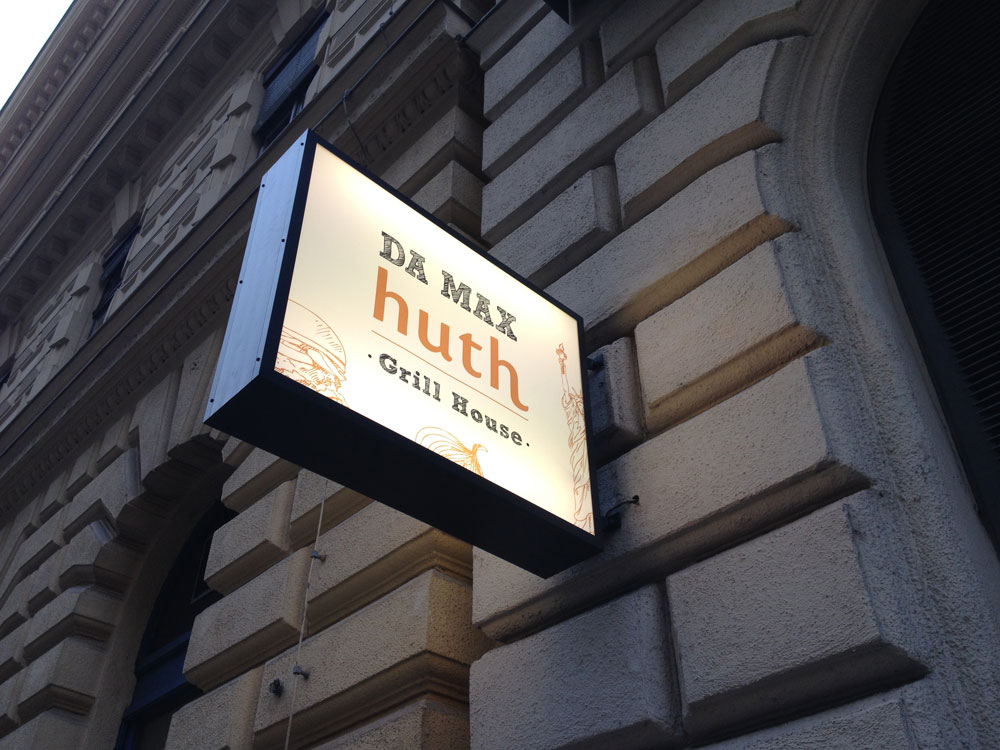 DA MAX
huth
· Grill House ·